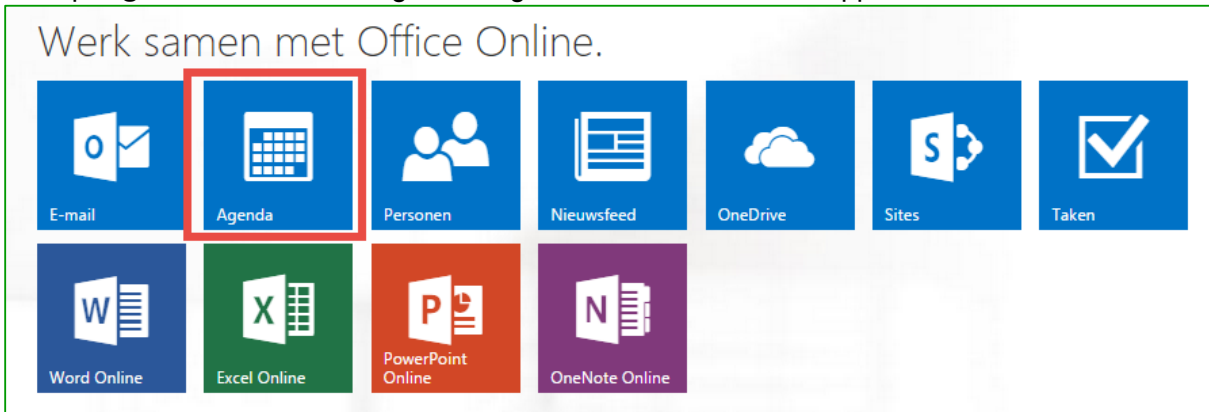 Werk samen met Office Online.
E-mail
Agenda
Personen
Nieuwsfeed
OneDrive
Sites
Taken
Word Online
Excel Online
PowerPoint
Online
OneNote Online